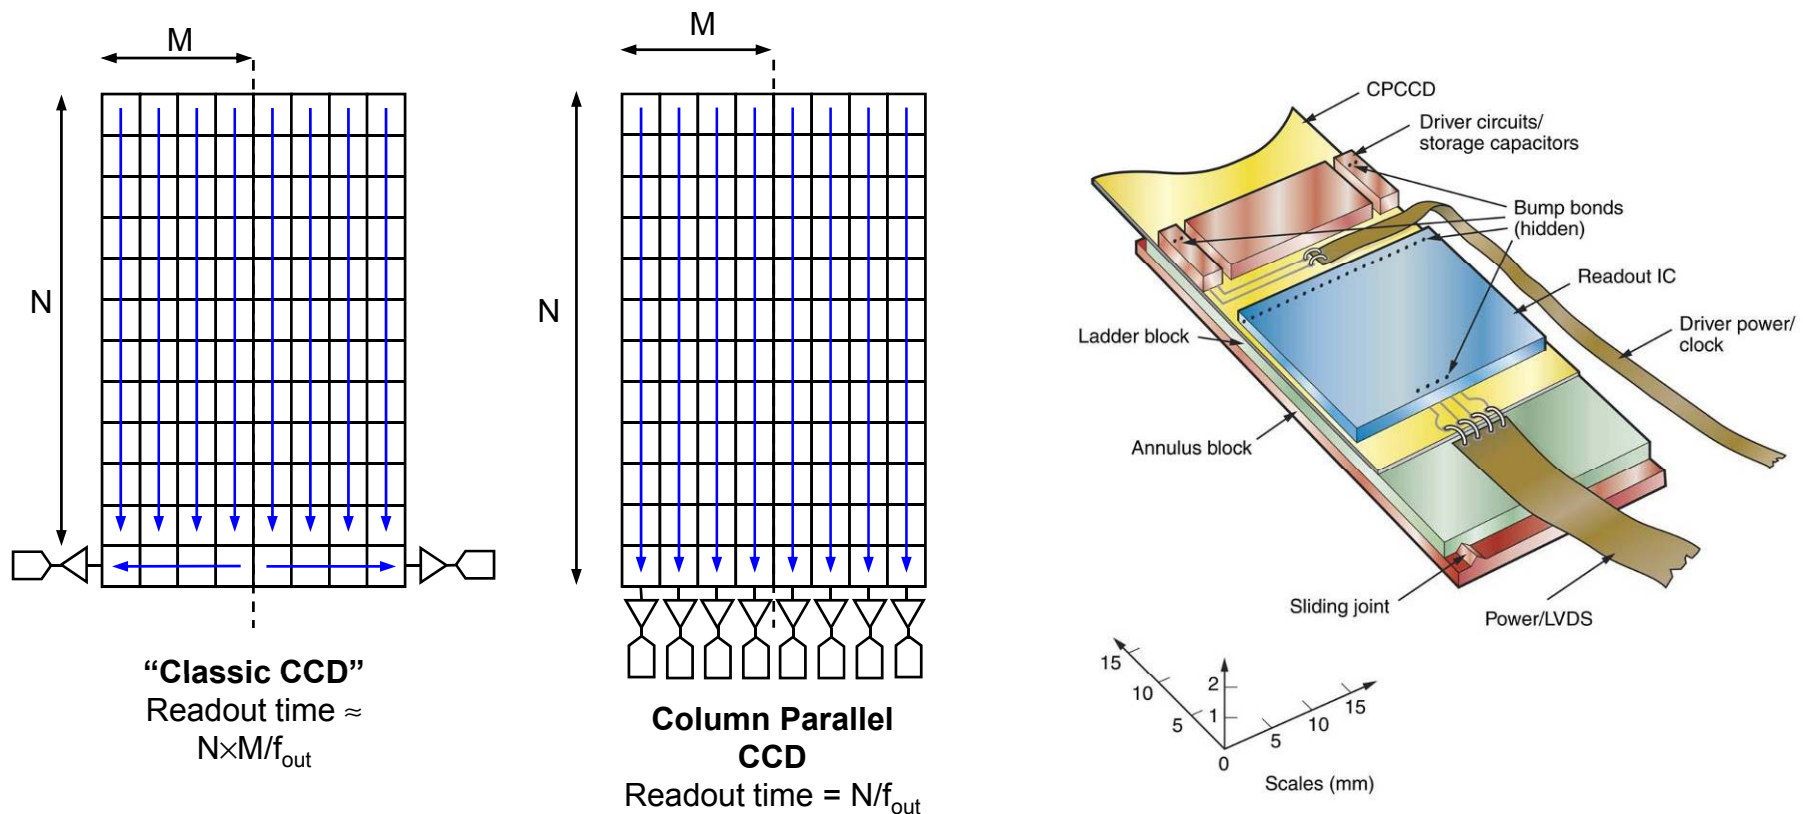 M
N
“Classic CCD”
Readout time ≈
N×M/fout
M
N
Column Parallel
CCD
Readout time = N/fout
CPCCD
Driver circuits/
storage capacitors
Bump bonds
(hidden)
Readout IC
Driver power/
clock
Ladder block
Annulus block
Sliding joint
Power/LVDS
15
10
5
2
1
0
5
10
15
Scales (mm)